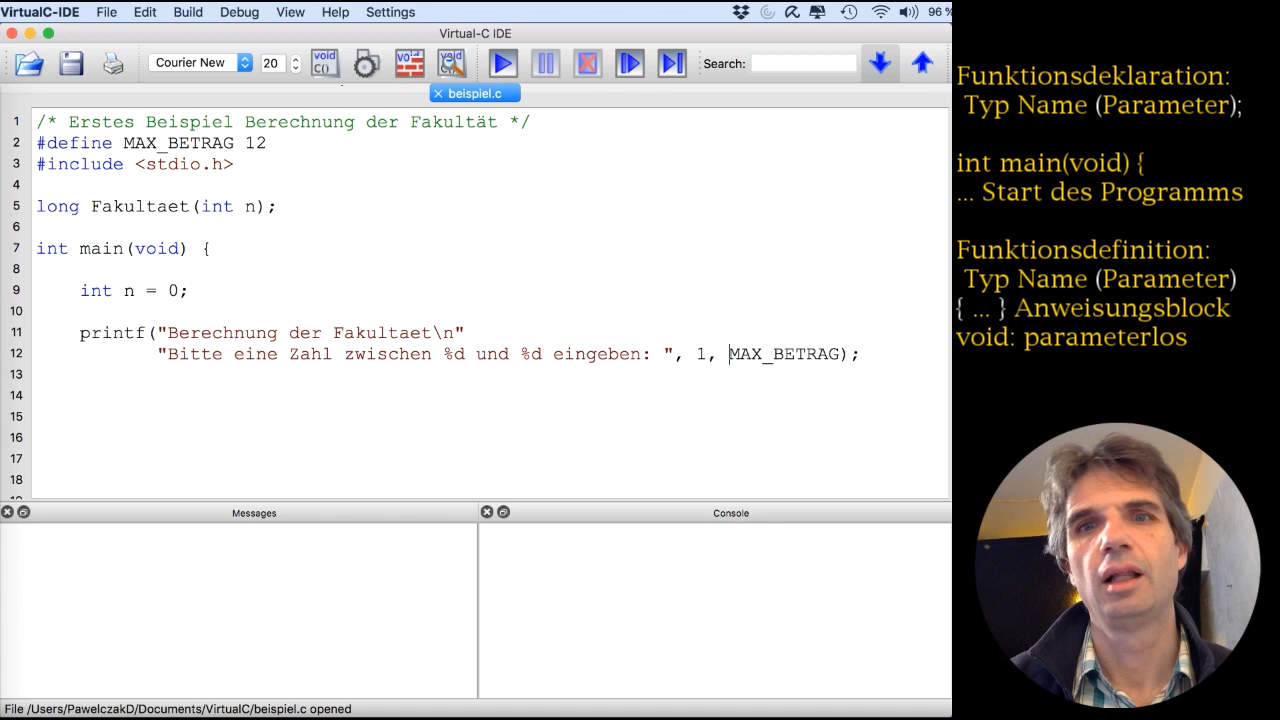 VirtualC-IDE File Edit Build Debug View Help Settings 96 %
Virtual-C IDE
Courier New 20 void C() void Search:
beispiel.c
1 /* Erstes Beispiel Berechnung der Fakultät */
2 #define MAX_BETRAG 12
3 #include <stdio.h>
4
5 long Fakultaet(int n);
6
7 int main(void) {
8
9 int n = 0;
10
11 printf("Berechnung der Fakultaet\n"
12 "Bitte eine Zahl zwischen %d und %d eingeben: ", 1, MAX_BETRAG);
13
14
15
16
17
18
Messages Console
File /Users/PawelczakD/Documents/VirtualC/beispiel.c opened
Funktionsdeklaration:
Typ Name (Parameter);
int main(void) {
... Start des Programms
Funktionsdefinition:
Typ Name (Parameter)
{ ... } Anweisungsblock
void: parameterlos